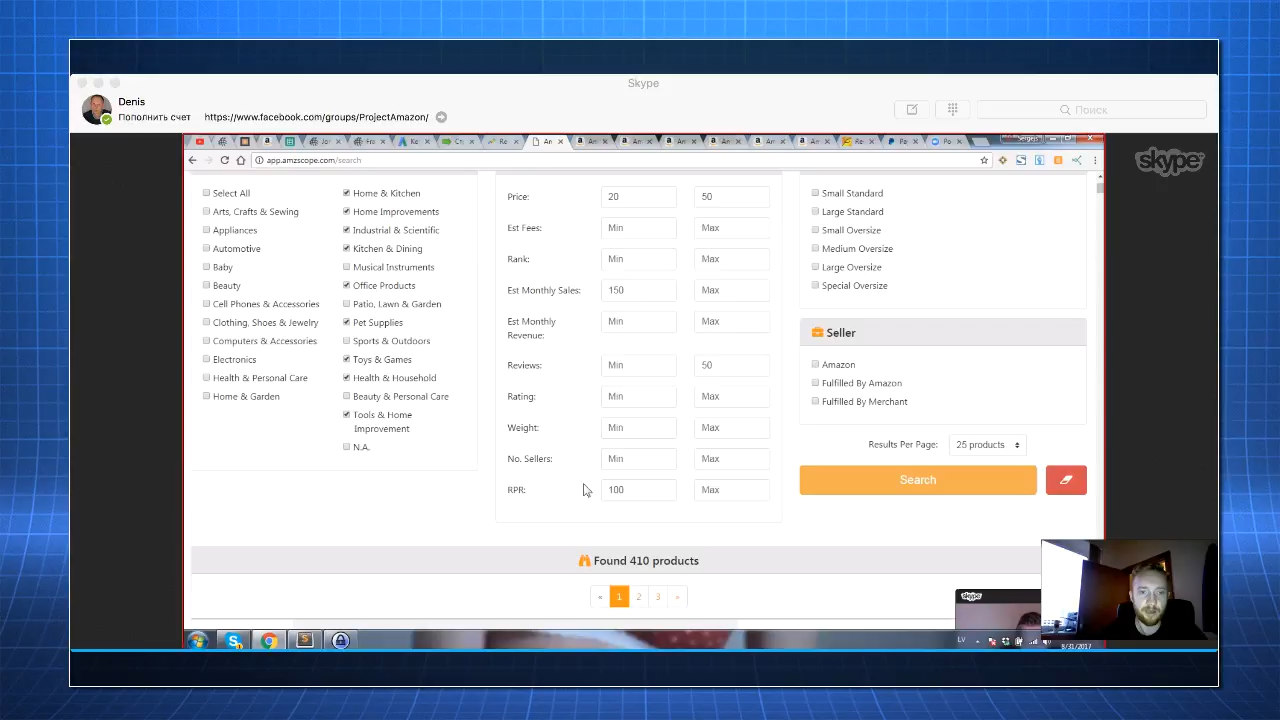 Skype
Denis
Пополнить счет https://www.facebook.com/groups/ProjectAmazon/
Поиск
skype
app.amzscope.com/search
Select All
Arts, Crafts & Sewing
Appliances
Automotive
Baby
Beauty
Cell Phones & Accessories
Clothing, Shoes & Jewelry
Computers & Accessories
Electronics
Health & Personal Care
Home & Garden
Home & Kitchen
Home Improvements
Industrial & Scientific
Kitchen & Dining
Musical Instruments
Office Products
Patio, Lawn & Garden
Pet Supplies
Sports & Outdoors
Toys & Games
Health & Household
Beauty & Personal Care
Tools & Home
Improvement
N.A.
Price: 20 50
Est Fees: Min Max
Rank: Min Max
Est Monthly Sales: 150 Max
Est Monthly
Revenue: Min Max
Reviews: Min 50
Rating: Min Max
Weight: Min Max
No. Sellers: Min Max
RPR: 100 Max
Small Standard
Large Standard
Small Oversize
Medium Oversize
Large Oversize
Special Oversize
Seller
Amazon
Fulfilled By Amazon
Fulfilled By Merchant
Results Per Page: 25 products
Search
Found 410 products
« 1 2 3 »
skype
LV
8/31/2017